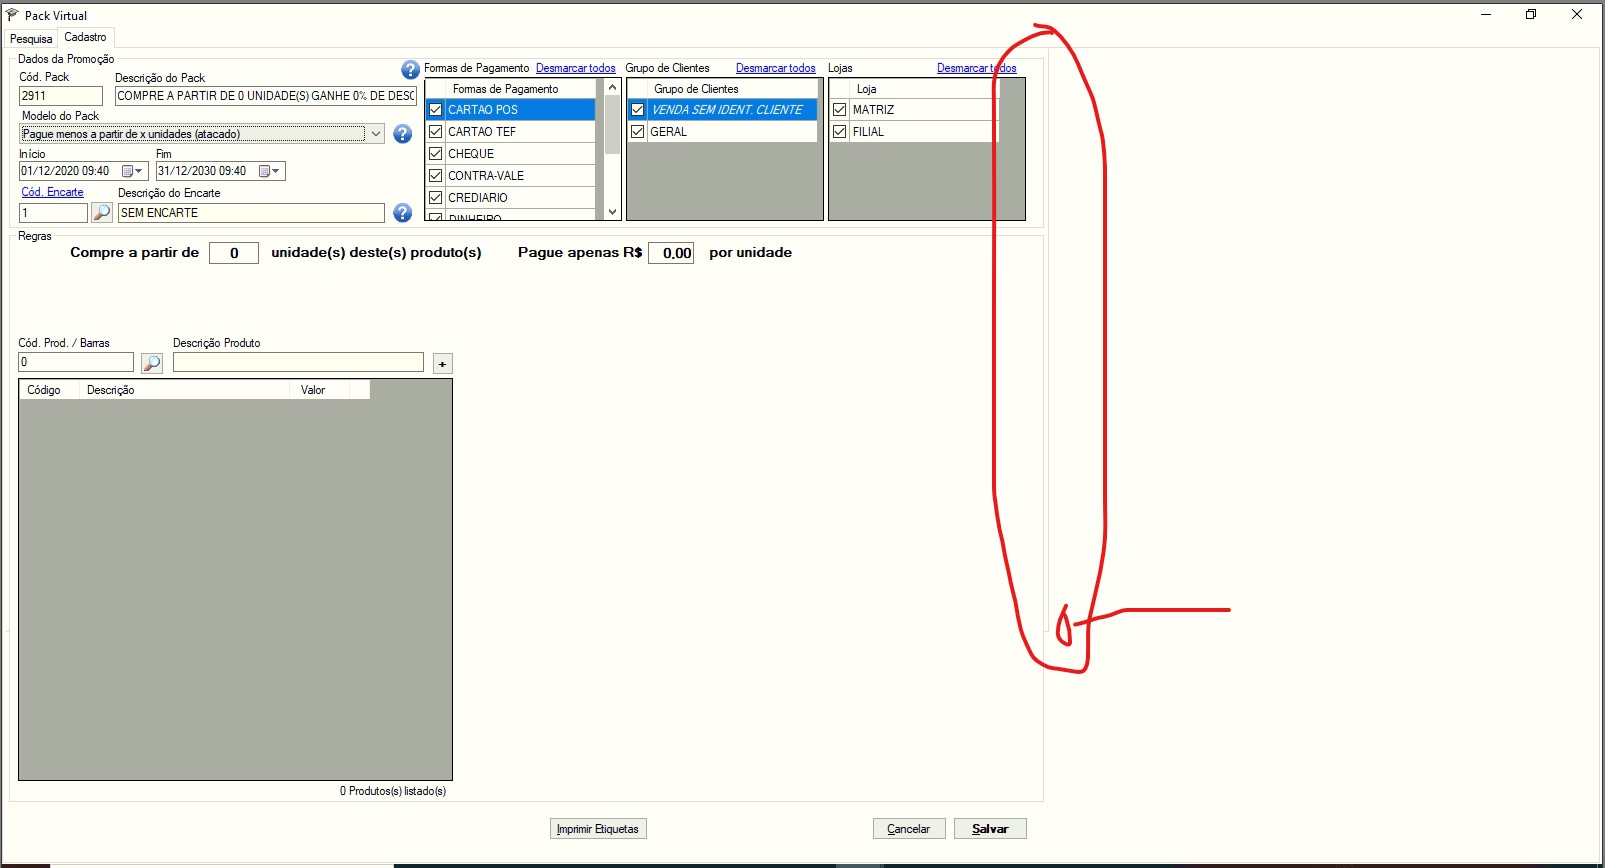 Pack Virtual
Pesquisa Cadastro
Dados da Promoção
Cód. Pack Descrição do Pack
2911 COMPRE A PARTIR DE 0 UNIDADE(S) GANHE 0% DE DESC
Modelo do Pack
Pague menos a partir de x unidades (atacado)
Início Fim
01/12/2020 09:40 31/12/2030 09:40
Cód. Encarte Descrição do Encarte
1 SEM ENCARTE
Formas de Pagamento Desmarcar todos
Formas de Pagamento
CARTAO POS
CARTAO TEF
CHEQUE
CONTRA-VALE
CREDIARIO
DINHEIRO
Grupo de Clientes Desmarcar todos
Grupo de Clientes
VENDA SEM IDENT. CLIENTE
GERAL
Lojas Desmarcar todos
Loja
MATRIZ
FILIAL
Regras
Compre a partir de 0 unidade(s) deste(s) produto(s) Pague apenas R$ 0.00 por unidade
Cód. Prod. / Barras Descrição Produto
0 +
Código Descrição Valor
0 Produtos(s) listado(s)
Imprimir Etiquetas Cancelar Salvar